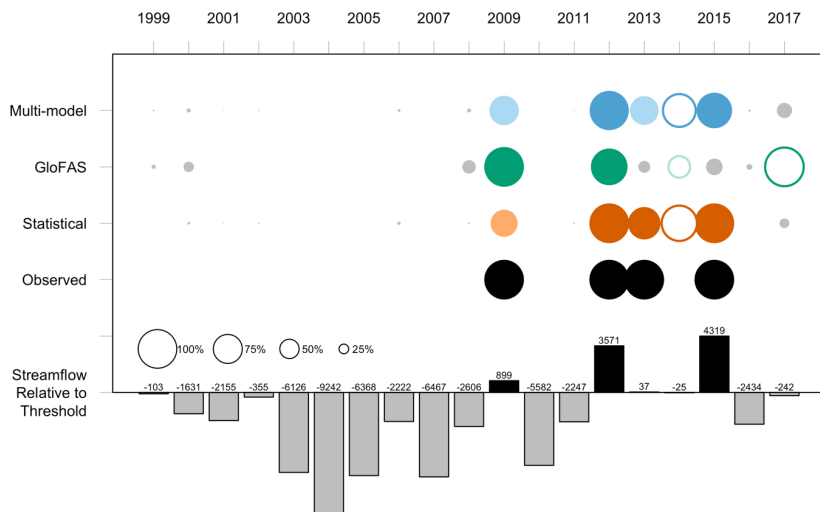 1999 2001 2003 2005 2007 2009 2011 2013 2015 2017
Multi-model
GloFAS
Statistical
Observed
100% 75% 50% 25%
Streamflow
Relative to
Threshold
-103 -1631 -2155 -355 -6126 -9242 -6368 -2222 -6467 -2606 899 -5582 -2247 3571 37 -25 4319 -2434 -242